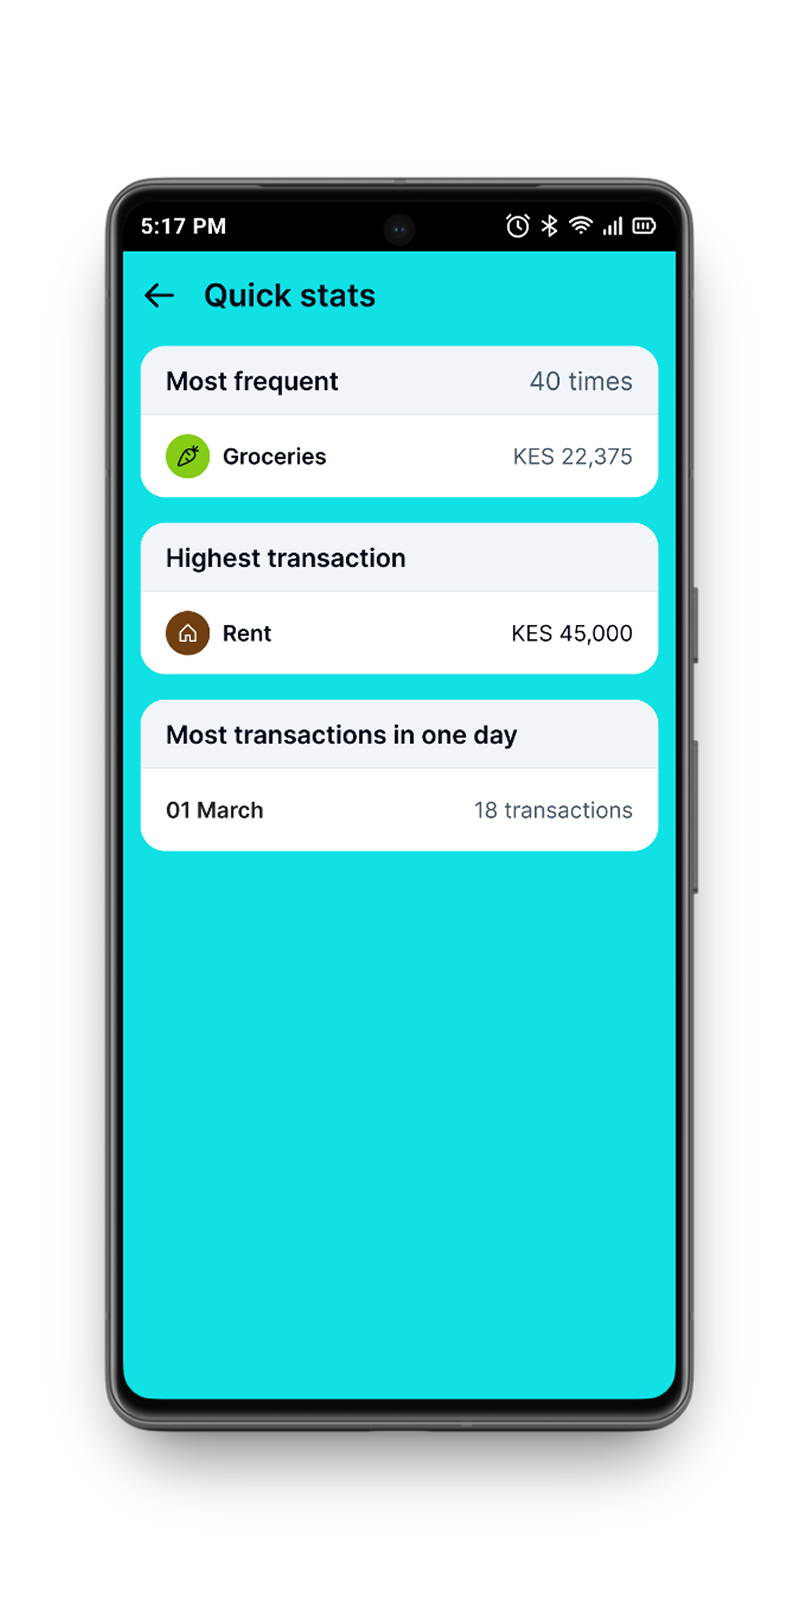 5:17 PM
Quick stats
Most frequent 40 times
Groceries KES 22,375
Highest transaction
Rent KES 45,000
Most transactions in one day
01 March 18 transactions